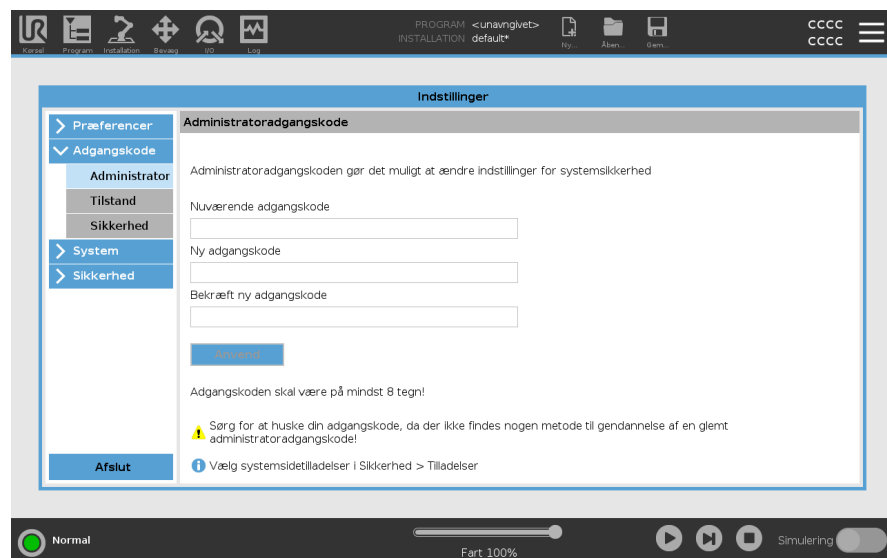 PROGRAM <unavngivet>
INSTALLATION default*
Kørsel Program Installation Bevæg I/O Log
Ny... Åben... Gem...
cccc
cccc
Indstillinger
Præferencer
Adgangskode
Administrator
Tilstand
Sikkerhed
System
Sikkerhed
Afslut
Administratoradgangskode
Administratoradgangskoden gør det muligt at ændre indstillinger for systemsikkerhed
Nuværende adgangskode
Ny adgangskode
Bekræft ny adgangskode
Anvend
Adgangskoden skal være på mindst 8 tegn!
Sørg for at huske din adgangskode, da der ikke findes nogen metode til gendannelse af en glemt
administratoradgangskode!
Vælg systemsidetilladelser i Sikkerhed > Tilladelser
Normal
Fart 100%
Simulering